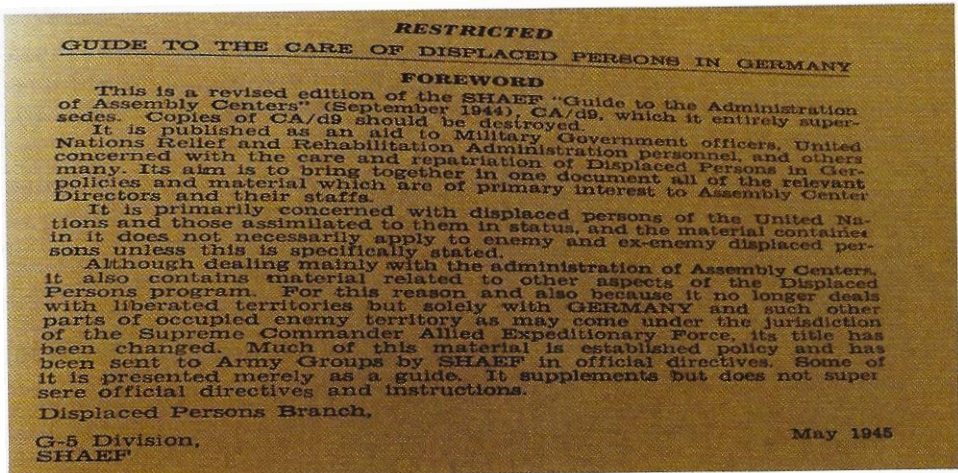 RESTRICTED
GUIDE TO THE CARE OF DISPLACED PERSONS IN GERMANY
FOREWORD
This is a revised edition of the SHAEF "Guide to the Administration
of Assembly Centers" (September 1944), CA/d9, which it entirely super-
sedes. Copies of CA/d9 should be destroyed.
It is published as an aid to Military Government officers, United
Nations Relief and Rehabilitation Administration personnel, and others
concerned with the care and repatriation of Displaced Persons in Ger-
many. Its aim is to bring together in one document all of the relevant
policies and material which are of primary interest to Assembly Center
Directors and their staffs.
It is primarily concerned with displaced persons of the United Na-
tions and those assimilated to them in status, and the material containe
in it does not necessarily apply to enemy and ex-enemy displaced per-
sons unless this is specifically stated.
Although dealing mainly with the administration of Assembly Centers,
it also contains material related to other aspects of the Displaced
Persons program. For this reason and also because it no longer deals
with liberated territories but solely with GERMANY and such other
parts of occupied enemy territory as may come under the jurisdiction
of the Supreme Commander Allied Expeditionary Force, its title has
been changed. Much of this material is established policy and has
been sent to Army Groups by SHAEF in official directives. Some of
it is presented merely as a guide. It supplements but does not super
sere official directives and instructions.
Displaced Persons Branch,
G-5 Division,
SHAEF
May 1945